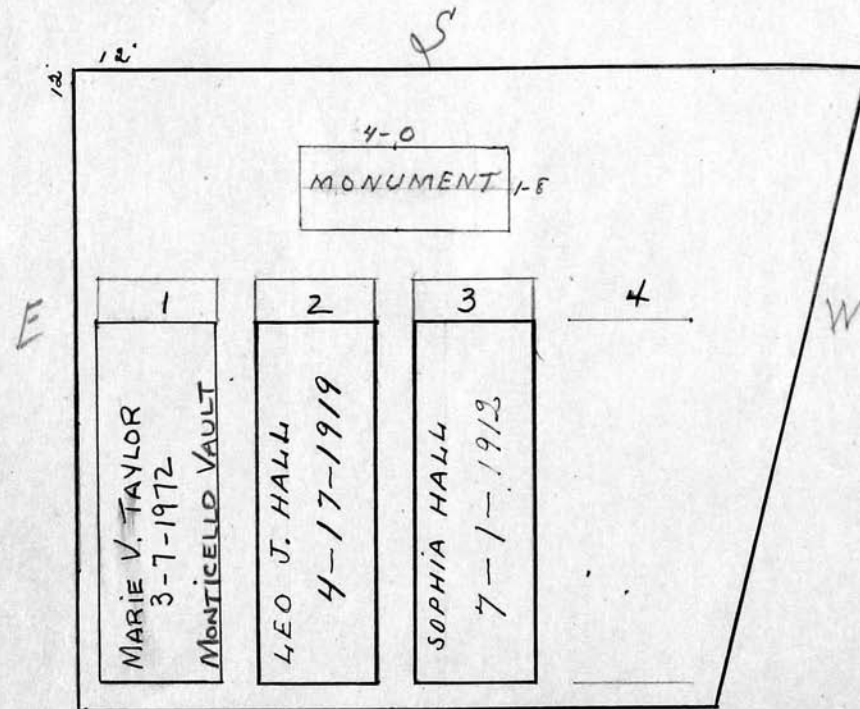 S
12'
12'
4-0
MONUMENT
1-8
E
W
1
2
3
4
MARIE V. TAYLOR
3-7-1972
MONTICELLO VAULT
LEO J. HALL
4-17-1919
SOPHIA HALL
7-1-1912